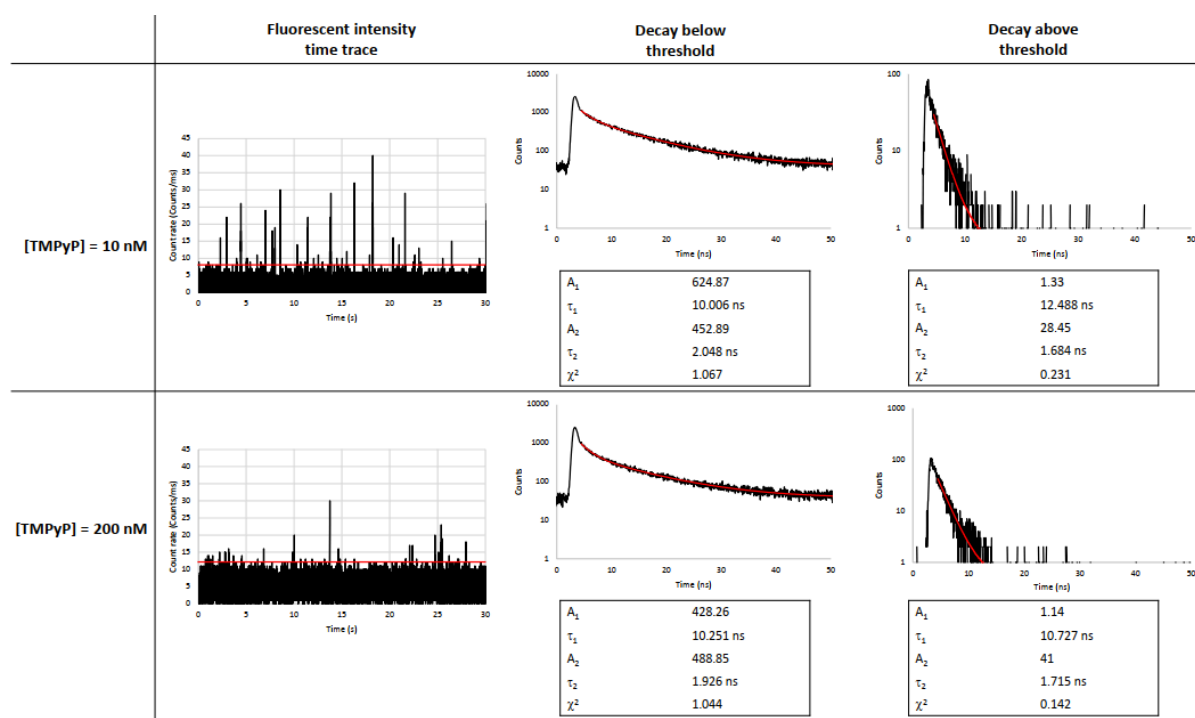 Fluorescent intensity
time trace
Decay below
threshold
Decay above
threshold
[TMPyP] = 10 nM
Count rate (Counts/ms)
45
40
35
30
25
20
15
10
5
0
0 5 10 15 20 25 30
Time (s)
Counts
10000
1000
100
10
1
0 10 20 30 40 50
Time (ns)
A1 624.87
τ1 10.006 ns
A2 452.89
τ2 2.048 ns
χ2 1.067
Counts
100
10
1
0 10 20 30 40 50
Time (ns)
A1 1.33
τ1 12.488 ns
A2 28.45
τ2 1.684 ns
χ2 0.231
[TMPyP] = 200 nM
Count rate (Counts/ms)
45
40
35
30
25
20
15
10
5
0
0 5 10 15 20 25 30
Time (s)
Counts
10000
1000
100
10
1
0 10 20 30 40 50
Time (ns)
A1 428.26
τ1 10.251 ns
A2 488.85
τ2 1.926 ns
χ2 1.044
Counts
1000
100
10
1
0 10 20 30 40 50
Time (ns)
A1 1.14
τ1 10.727 ns
A2 41
τ2 1.715 ns
χ2 0.142